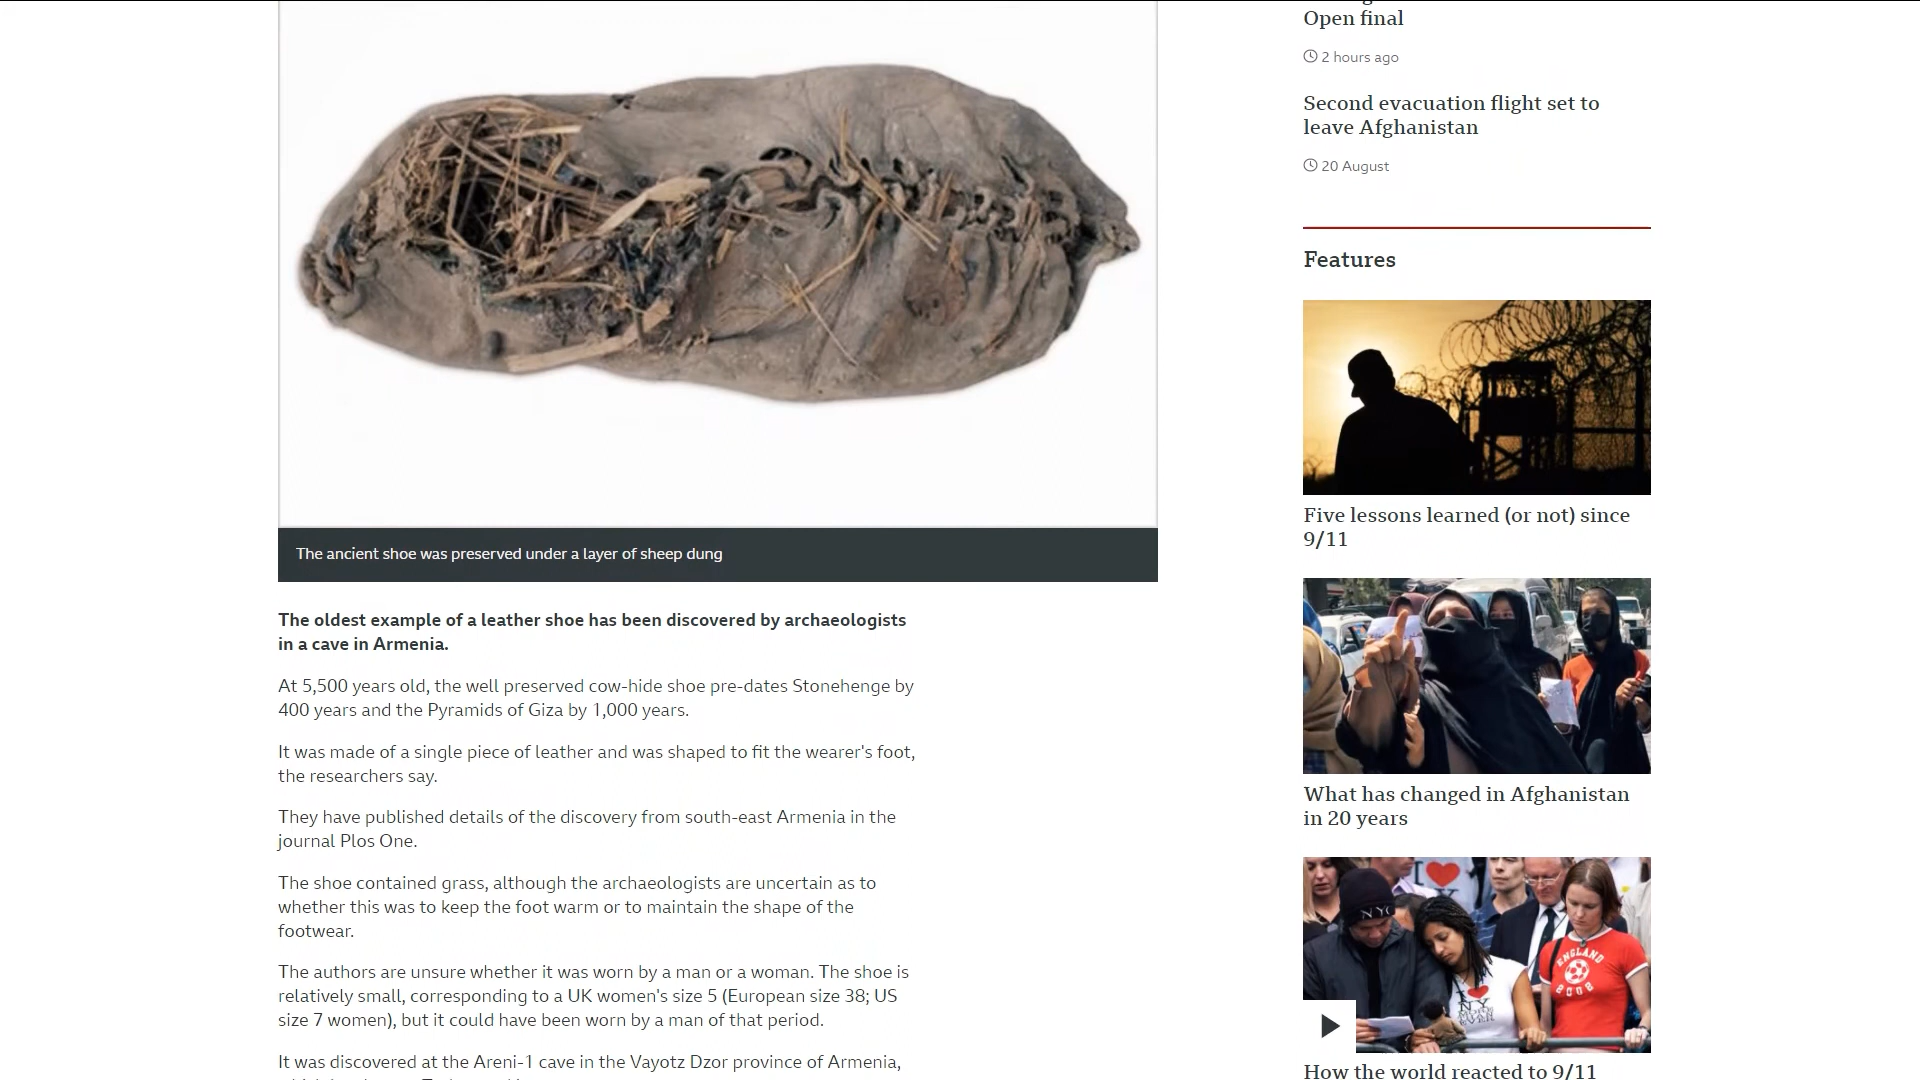 The ancient shoe was preserved under a layer of sheep dung
The oldest example of a leather shoe has been discovered by archaeologists
in a cave in Armenia.
At 5,500 years old, the well preserved cow-hide shoe pre-dates Stonehenge by
400 years and the Pyramids of Giza by 1,000 years.
It was made of a single piece of leather and was shaped to fit the wearer's foot,
the researchers say.
They have published details of the discovery from south-east Armenia in the
journal Plos One.
The shoe contained grass, although the archaeologists are uncertain as to
whether this was to keep the foot warm or to maintain the shape of the
footwear.
The authors are unsure whether it was worn by a man or a woman. The shoe is
relatively small, corresponding to a UK women's size 5 (European size 38; US
size 7 women), but it could have been worn by a man of that period.
It was discovered at the Areni-1 cave in the Vayotz Dzor province of Armenia,
Open final
2 hours ago
Second evacuation flight set to
leave Afghanistan
20 August
Features
Five lessons learned (or not) since
9/11
What has changed in Afghanistan
in 20 years
NYC
I
NY
ENGLAND
2002
How the world reacted to 9/11